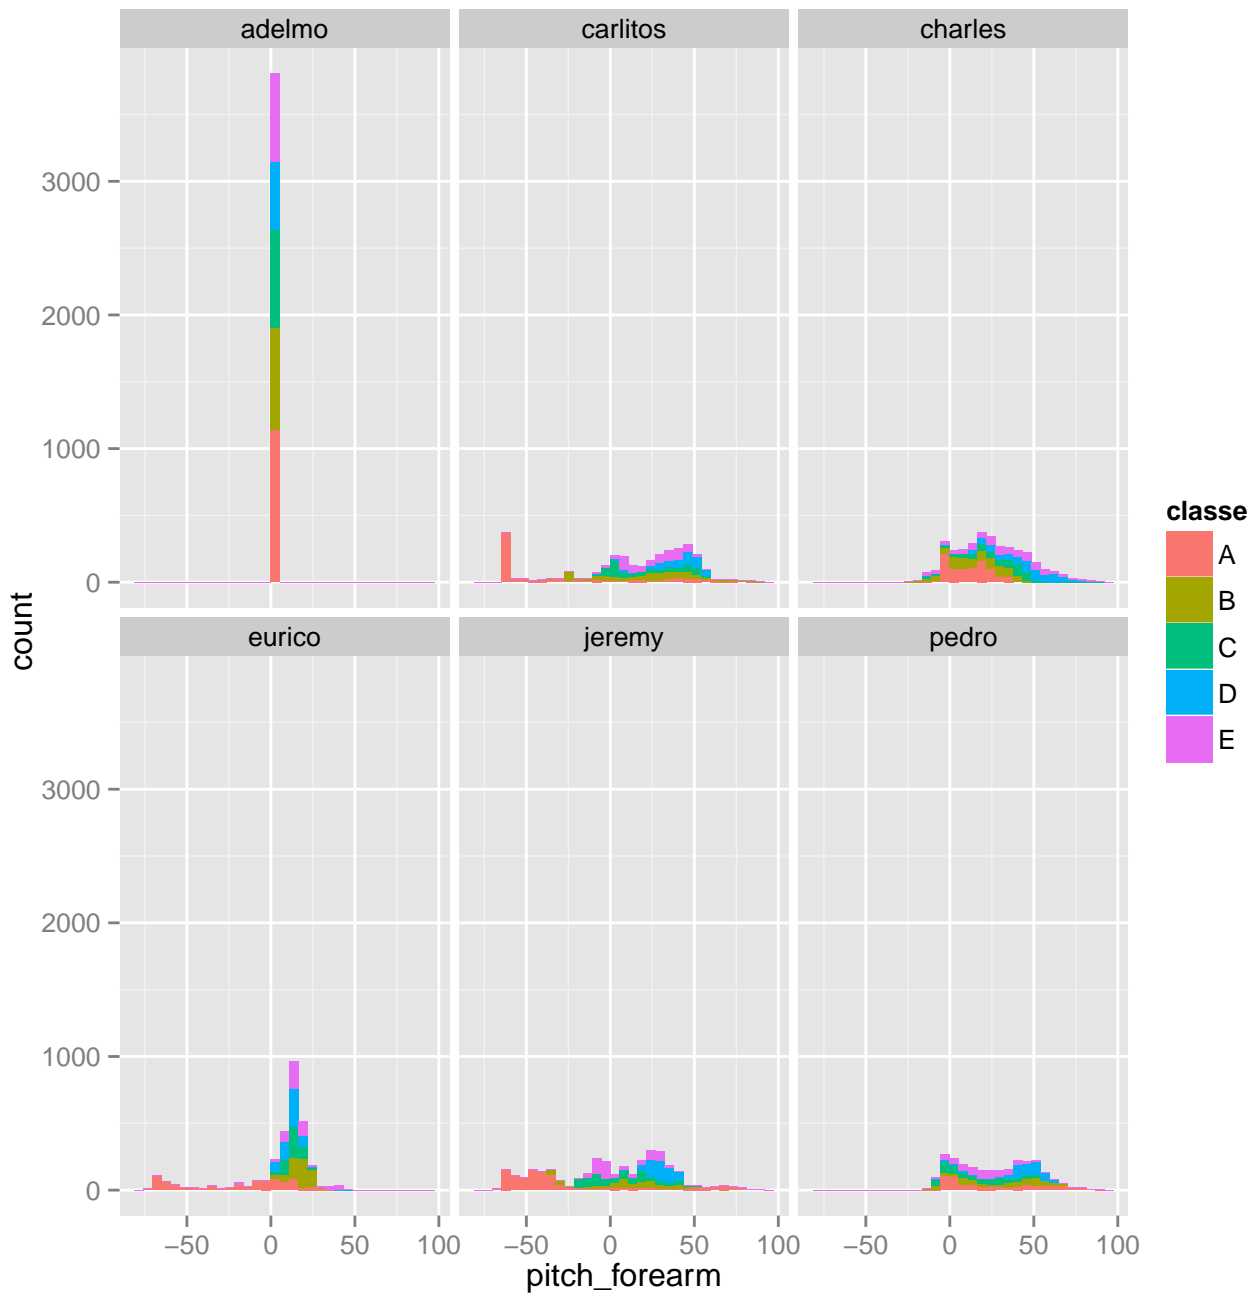 adelmo carlitos charles
3000
2000
1000
0
eurico jeremy pedro
3000
2000
1000
0
−50 0 50 100 −50 0 50 100 −50 0 50 100
pitch_forearm
count
classe
A
B
C
D
E